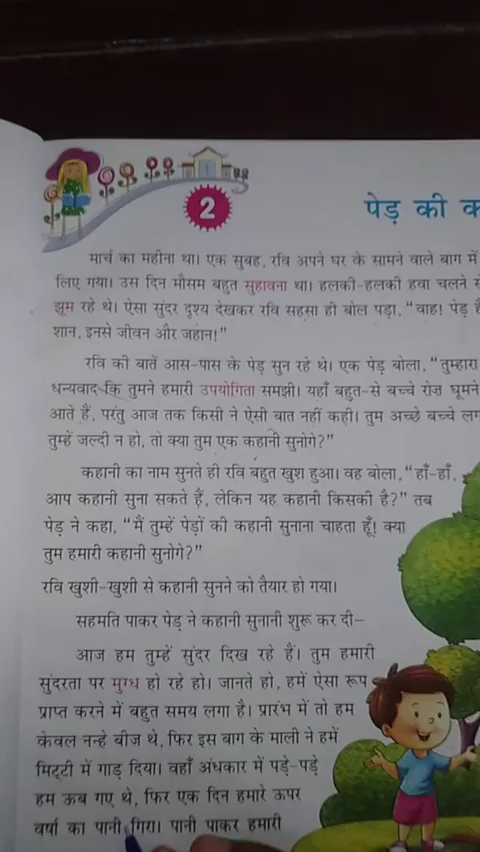 2
पेड़ की
मार्च का महीना था। एक सुबह, रवि अपने घर के सामने वाले बाग में
लिए गया। उस दिन मौसम बहुत सुहावना था। हलकी-हलकी हवा चलने
झूम रहे थे। ऐसा सुंदर दृश्य देखकर रवि सहसा ही बोल पड़ा, “वाह! पेड़
शान, इनसे जीवन और जहान!”
रवि की बातें आस-पास के पेड़ सुन रहे थे। एक पेड़ बोला, “तुम्हारा
धन्यवाद कि तुमने हमारी उपयोगिता समझी। यहाँ बहुत-से बच्चे रोज़ घूमने
आते हैं, परंतु आज तक किसी ने ऐसी बात नहीं कही। तुम अच्छे बच्चे
तुम्हें जल्दी न हो, तो क्या तुम एक कहानी सुनोगे?”
कहानी का नाम सुनते ही रवि बहुत खुश हुआ। वह बोला, “हाँ-हाँ,
आप कहानी सुना सकते हैं, लेकिन यह कहानी किसकी है?” तब
पेड़ ने कहा, “मैं तुम्हें पेड़ों की कहानी सुनाना चाहता हूँ! क्या
तुम हमारी कहानी सुनोगे?”
रवि खुशी-खुशी से कहानी सुनने को तैयार हो गया।
सहमति पाकर पेड़ ने कहानी सुनानी शुरू कर दी–
आज हम तुम्हें सुंदर दिख रहे हैं। तुम हमारी
सुंदरता पर मुग्ध हो रहे हो। जानते हो, हमें ऐसा रूप
प्राप्त करने में बहुत समय लगा है। प्रारंभ में तो हम
केवल नन्हे बीज थे, फिर इस बाग के माली ने हमें
मिट्टी में गाड़ दिया। वहाँ अंधकार में पड़े-पड़े
हम ऊब गए थे, फिर एक दिन हमारे ऊपर
वर्षा का पानी गिरा। पानी पाकर हमारी